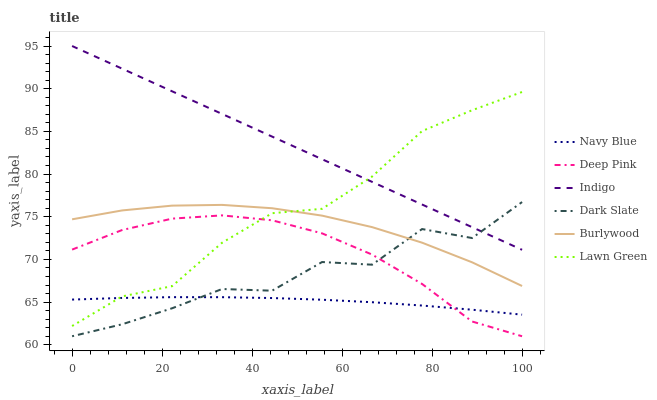 title
yaxis_label
95
90
85
80
75
70
65
60
0
20
40
60
80
100
xaxis_label
Navy Blue
Deep Pink
Indigo
Dark Slate
Burlywood
Lawn Green